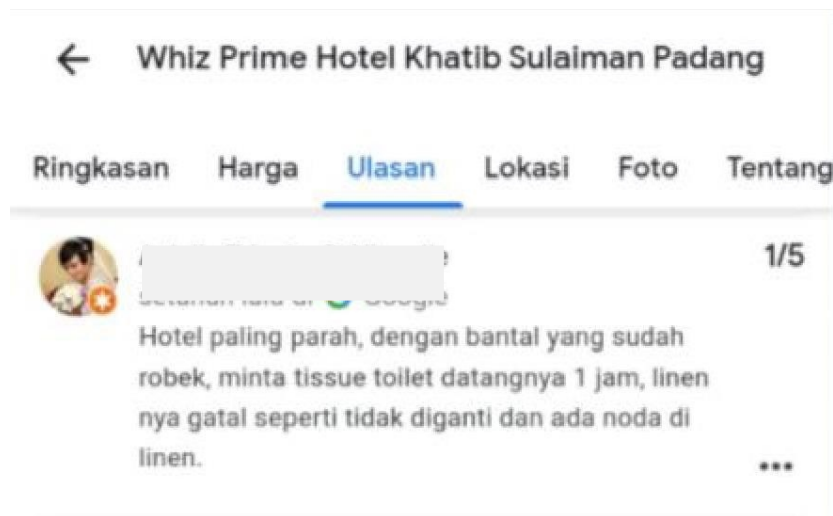 Whiz Prime Hotel Khatib Sulaiman Padang
Ringkasan Harga Ulasan Lokasi Foto Tentang
1/5
Hotel paling parah, dengan bantal yang sudah
robek, minta tissue toilet datangnya 1 jam, linen
nya gatal seperti tidak diganti dan ada noda di
linen.